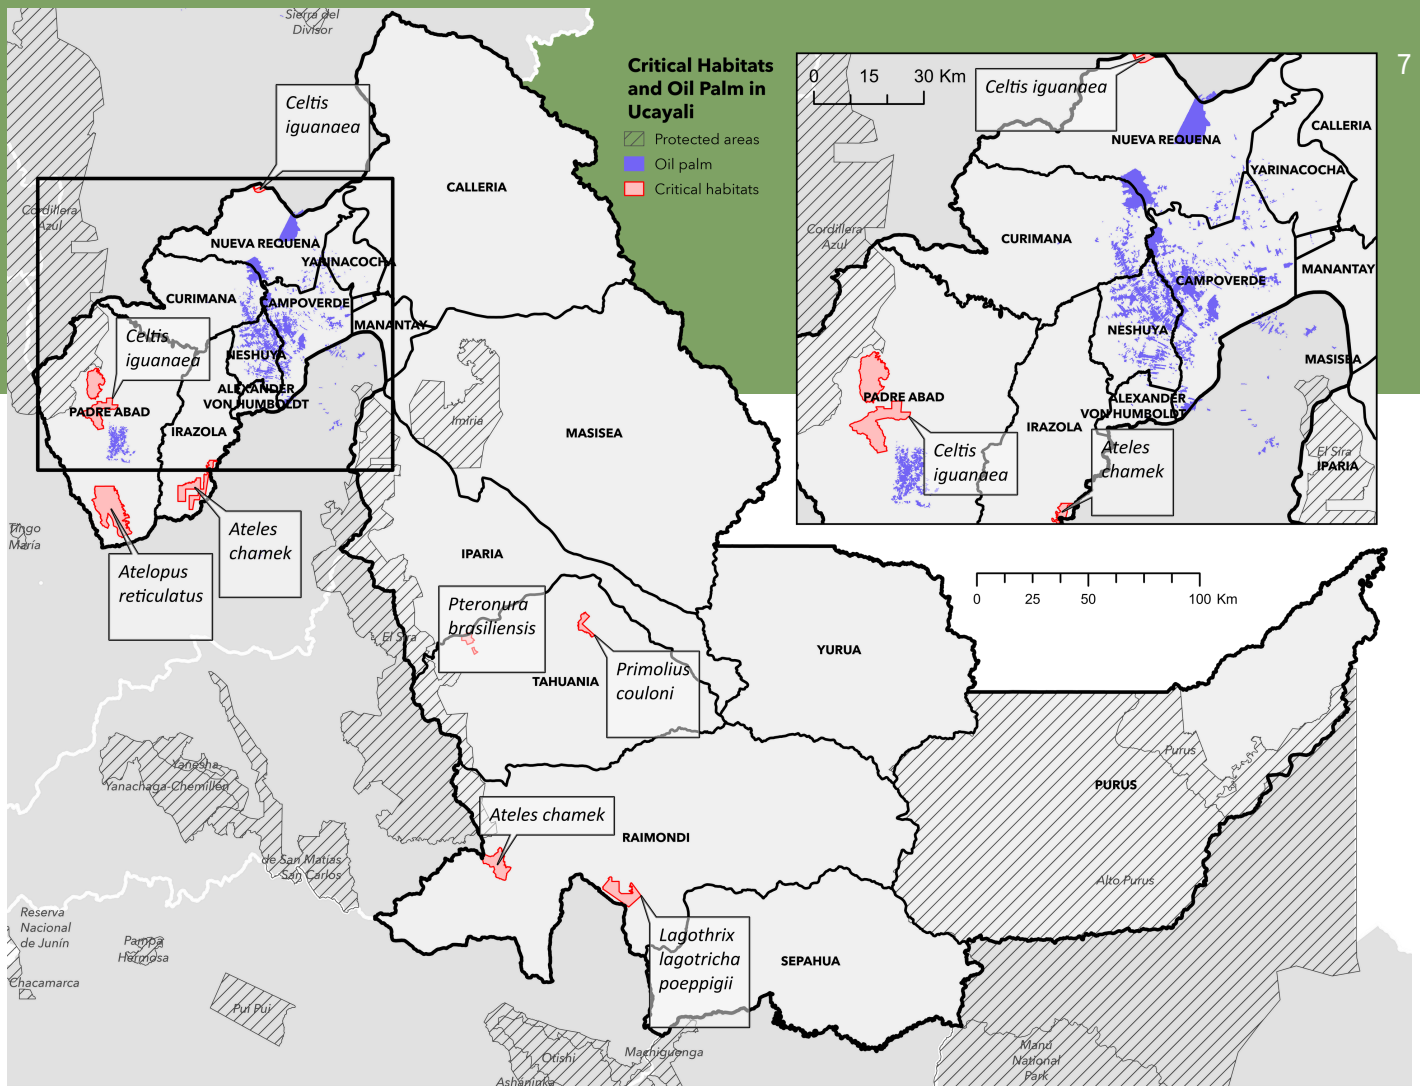 7
Sierra del
Divisor
Critical Habitats
and Oil Palm in
Ucayali
Protected areas
Oil palm
Critical habitats
Celtis
iguanaea
CALLERIA
Cordillera
Azul
NUEVA REQUENA
YARINACOCHA
CURIMANA
CAMPOVERDE
MANANTAY
Celtis
iguanaea
NESHUYA
ALEXANDER
VON HUMBOLDT
PADRE ABAD
IRAZOLA
Imiria
MASISEA
Tingo
María
Ateles
chamek
Atelopus
reticulatus
IPARIA
Pteronura
brasiliensis
El Sira
TAHUANIA
Primolius
couloni
YURUA
0 15 30 Km
Celtis iguanaea
NUEVA REQUENA
CALLERIA
YARINACOCHA
Cordillera
Azul
CURIMANA
MANANTAY
CAMPOVERDE
NESHUYA
MASISEA
PADRE ABAD
ALEXANDER
VON HUMBOLDT
IRAZOLA
Celtis
iguanaea
Ateles
chamek
El Sira
IPARIA
0 25 50 100 Km
Yanesha
Yanachaga-Chemillén
Purus
PURUS
Ateles chamek
RAIMONDI
de San Matías
San Carlos
Alto Purus
Reserva
Nacional
de Junín
Pampa
Hermosa
Lagothrix
lagotricha
poeppigii
SEPAHUA
Chacamarca
Pui Pui
Otishi
Machiguenga
Asháninka
Manú
National
Park